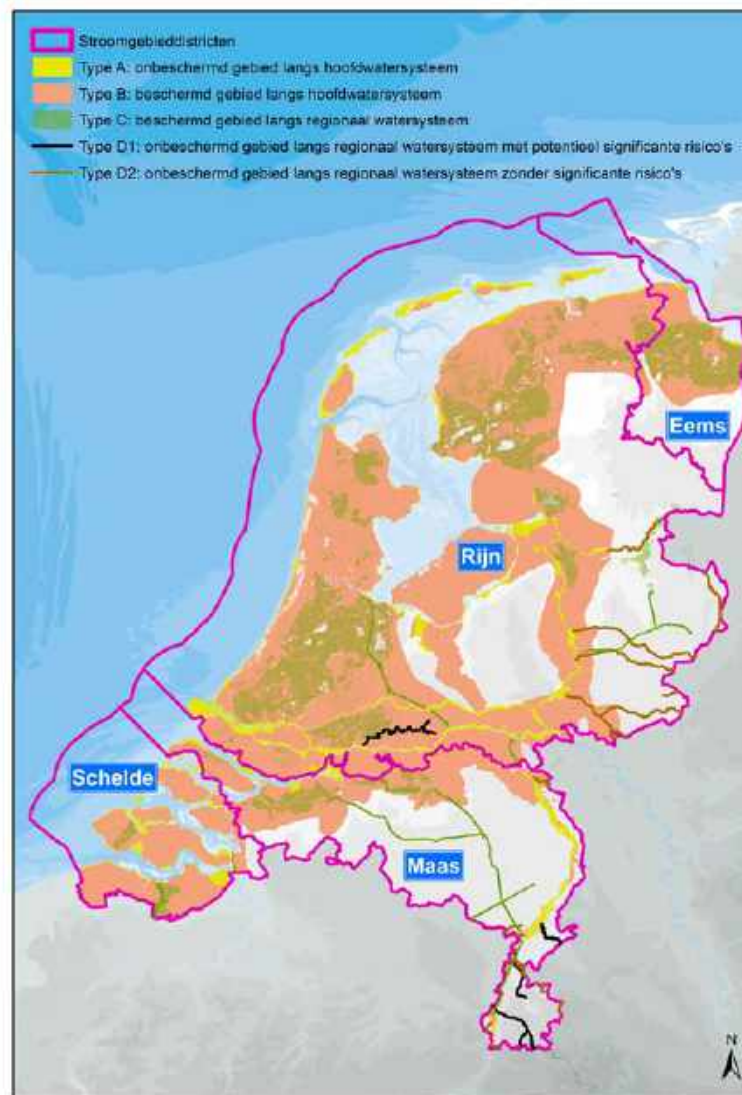 Stroomgebieddistricten
Type A: onbeschermd gebied langs hoofdwatersysteem
Type B: beschermd gebied langs hoofdwatersysteem
Type C: beschermd gebied langs regionaal watersysteem
Type D1: onbeschermd gebied langs regionaal watersysteem met potentieel significante risico's
Type D2: onbeschermd gebied langs regionaal watersysteem zonder significante risico's
Eems
Rijn
Schelde
Maas
N